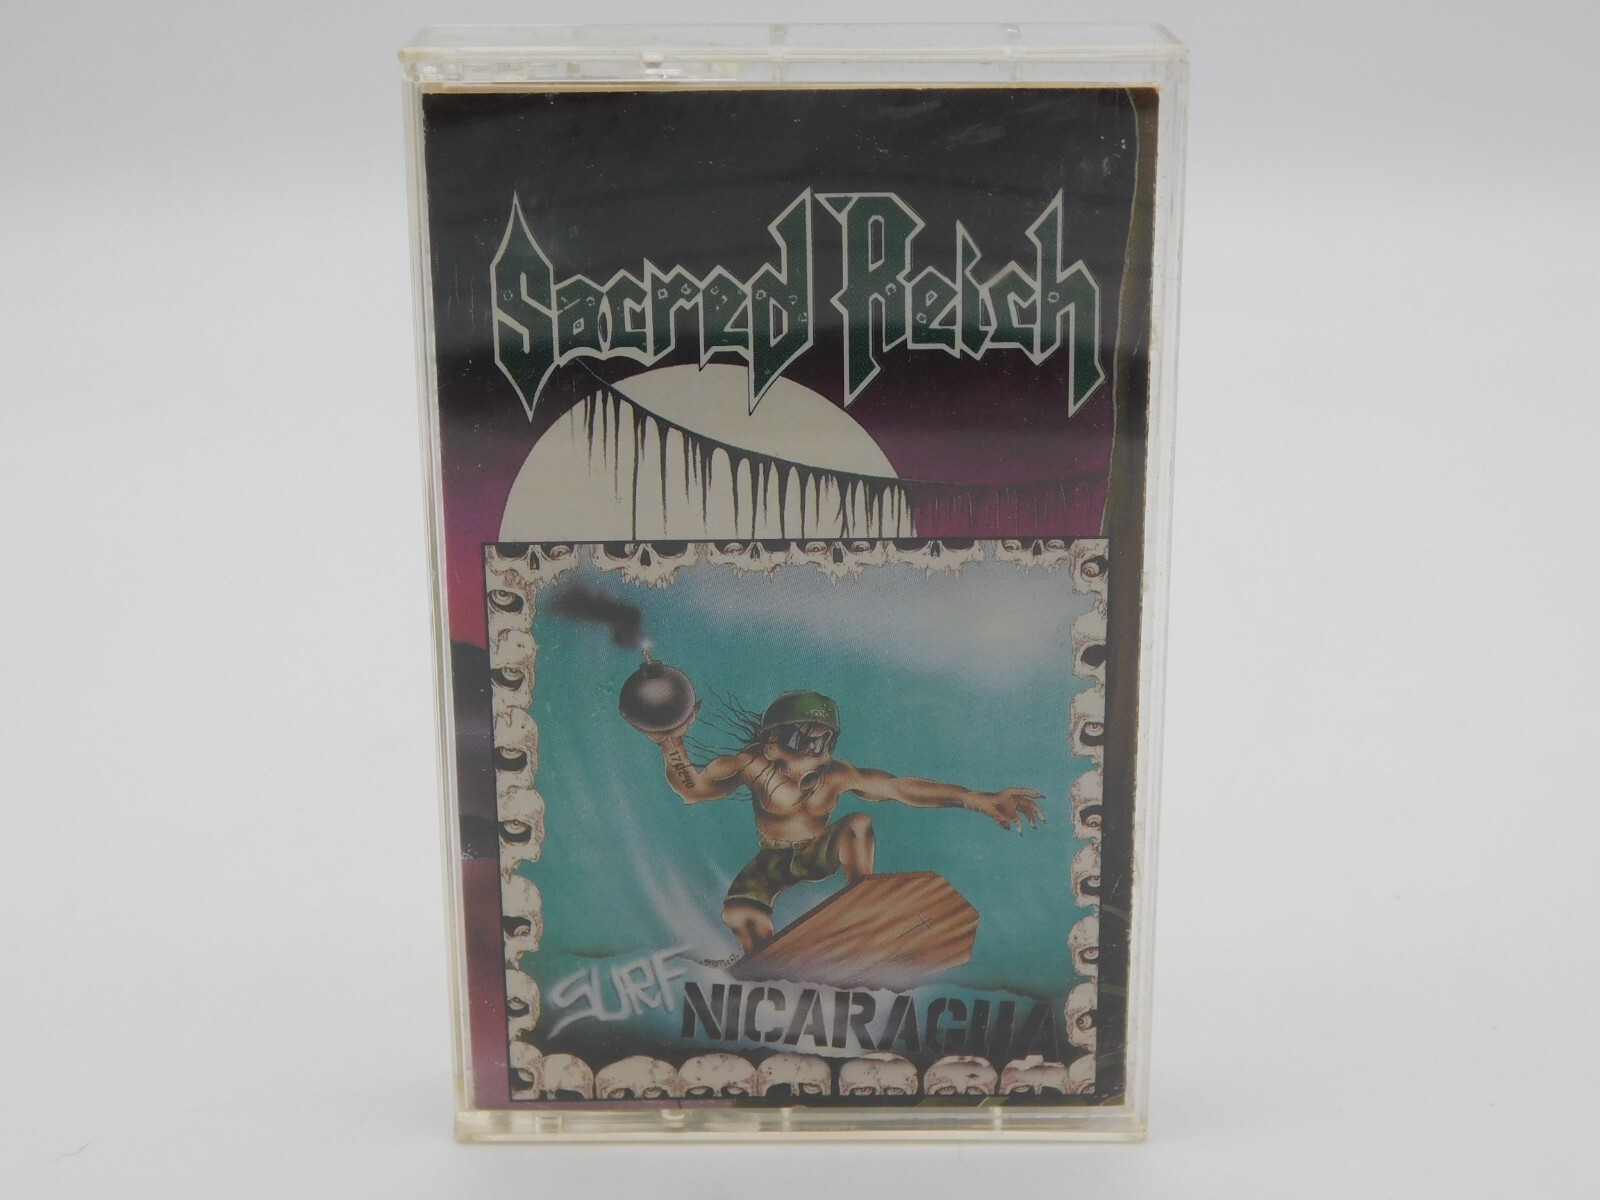 Sacred Reich
SURF
NICARAGUA